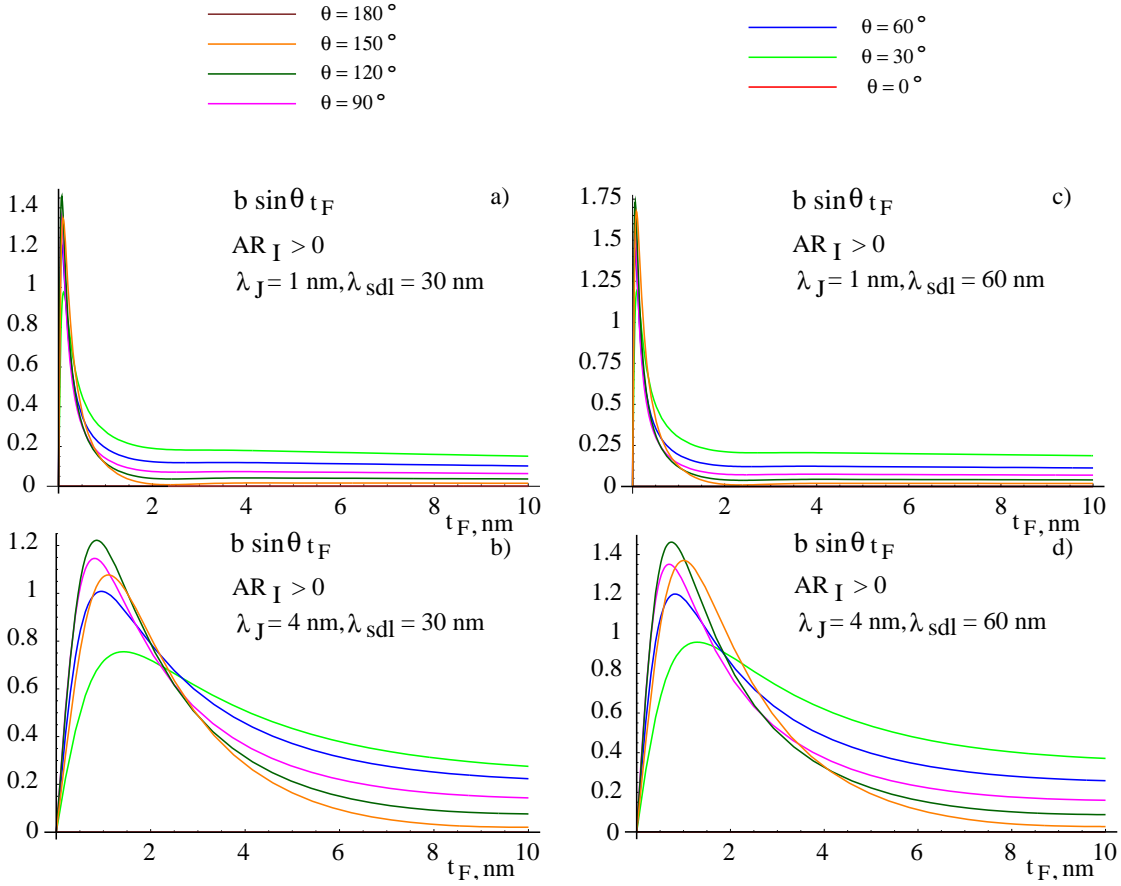 θ = 180°
θ = 150°
θ = 120°
θ = 90°
θ = 60°
θ = 30°
θ = 0°
b sin θ t_F
a)
AR_I > 0
λ_J = 1 nm, λ_sdl = 30 nm
1.4
1.2
1
0.8
0.6
0.4
0.2
0
2 4 6 8 10
t_F, nm
b sin θ t_F
c)
AR_I > 0
λ_J = 1 nm, λ_sdl = 60 nm
1.75
1.5
1.25
1
0.75
0.5
0.25
0
2 4 6 8 10
t_F, nm
b sin θ t_F
b)
AR_I > 0
λ_J = 4 nm, λ_sdl = 30 nm
1.2
1
0.8
0.6
0.4
0.2
0
2 4 6 8 10
t_F, nm
b sin θ t_F
d)
AR_I > 0
λ_J = 4 nm, λ_sdl = 60 nm
1.4
1.2
1
0.8
0.6
0.4
0.2
0
2 4 6 8 10
t_F, nm